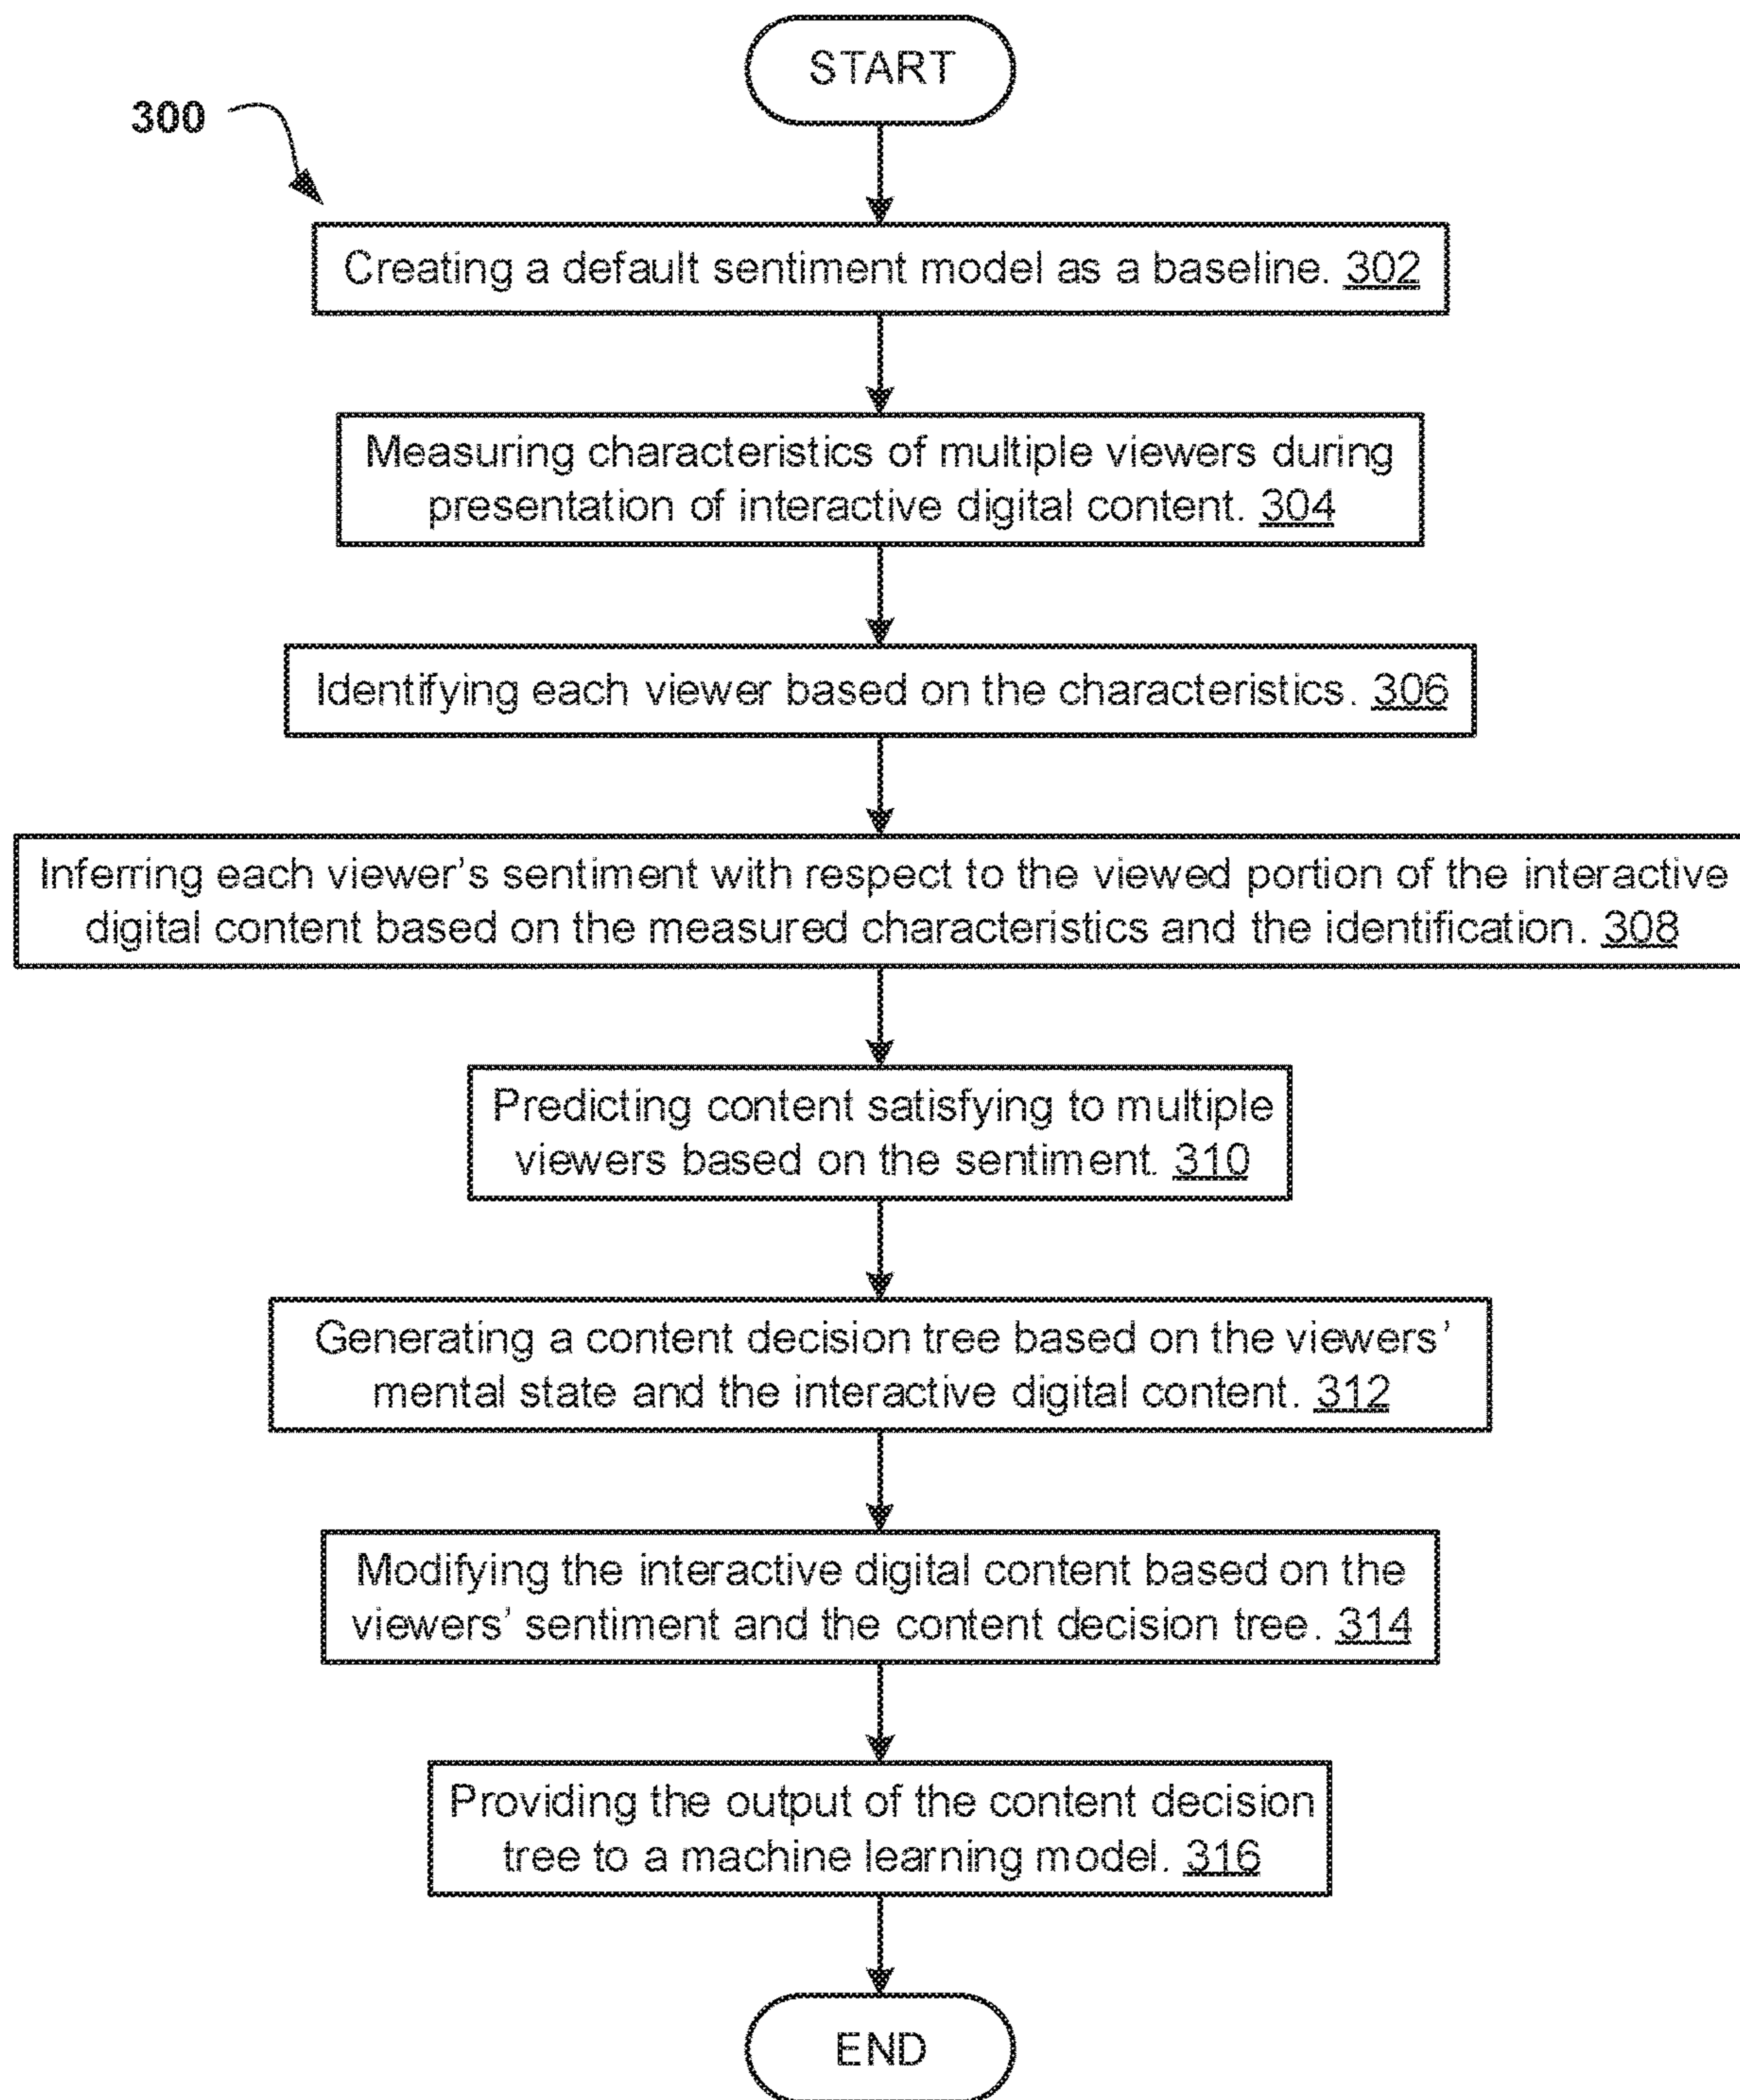 START
300
Creating a default sentiment model as a baseline. 302
Measuring characteristics of multiple viewers during
presentation of interactive digital content. 304
Identifying each viewer based on the characteristics. 306
Inferring each viewer’s sentiment with respect to the viewed portion of the interactive
digital content based on the measured characteristics and the identification. 308
Predicting content satisfying to multiple
viewers based on the sentiment. 310
Generating a content decision tree based on the viewers’
mental state and the interactive digital content. 312
Modifying the interactive digital content based on the
viewers’ sentiment and the content decision tree. 314
Providing the output of the content decision
tree to a machine learning model. 316
END